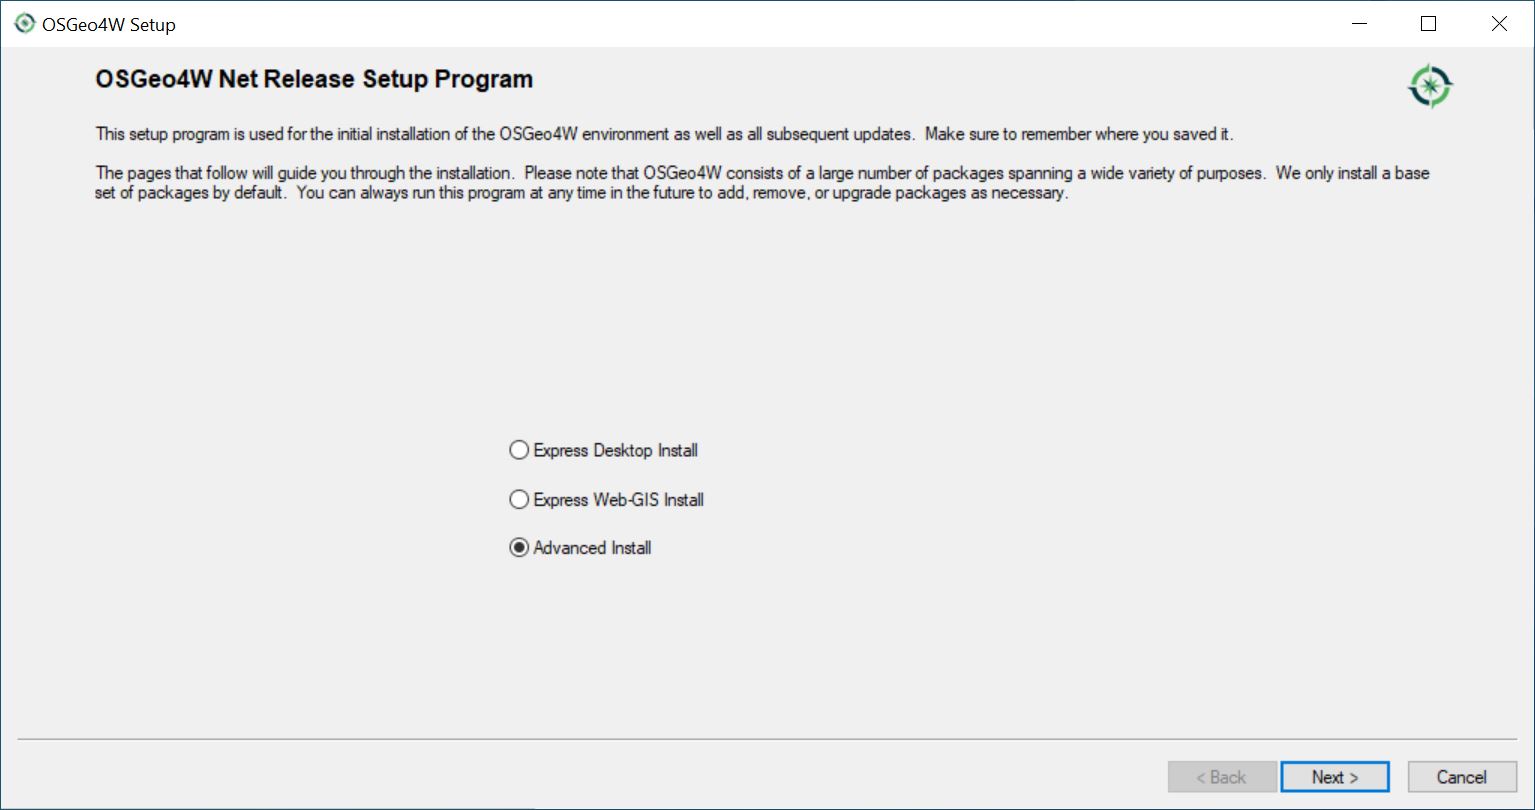 OSGeo4W Setup
OSGeo4W Net Release Setup Program
This setup program is used for the initial installation of the OSGeo4W environment as well as all subsequent updates.  Make sure to remember where you saved it.
The pages that follow will guide you through the installation.  Please note that OSGeo4W consists of a large number of packages spanning a wide variety of purposes.  We only install a base
set of packages by default.  You can always run this program at any time in the future to add, remove, or upgrade packages as necessary.
Express Desktop Install
Express Web-GIS Install
Advanced Install
< Back Next > Cancel